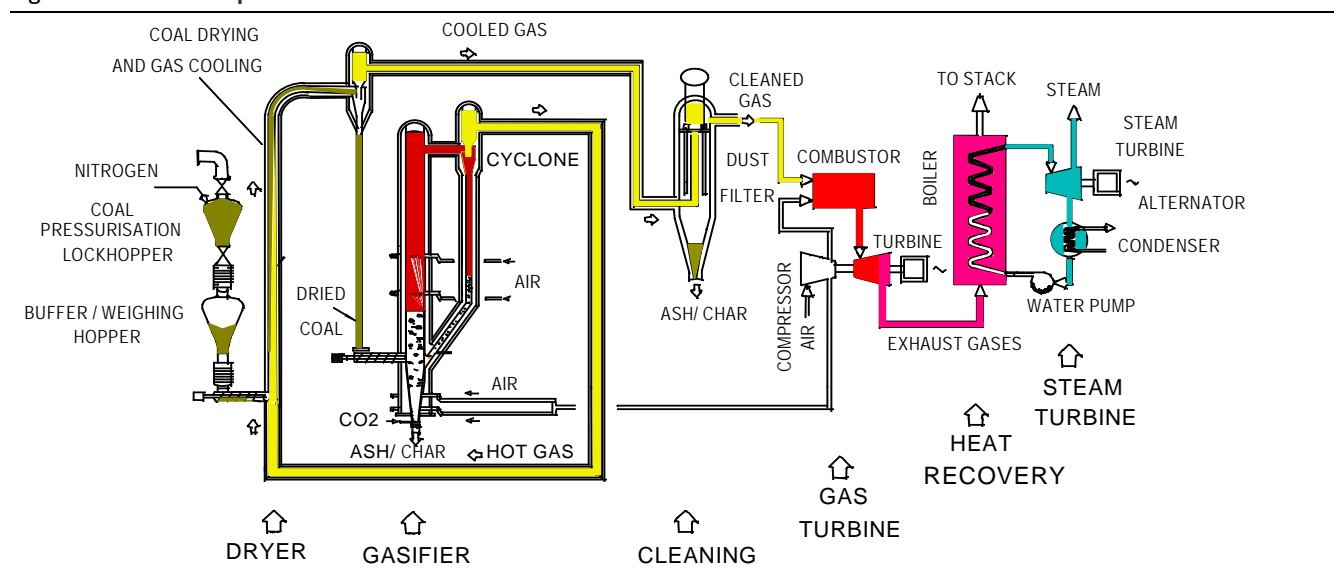 COAL DRYING
AND GAS COOLING
COOLED GAS
CLEANED
GAS
TO STACK
STEAM
STEAM
TURBINE
NITROGEN
COAL
PRESSURISATION
LOCKHOPPER
CYCLONE
DUST
FILTER
COMBUSTOR
BOILER
~
ALTERNATOR
CONDENSER
BUFFER / WEIGHING
HOPPER
DRIED
COAL
AIR
ASH/ CHAR
COMPRESSOR
AIR
TURBINE
~
WATER PUMP
EXHAUST GASES
AIR
CO2
ASH/ CHAR
HOT GAS
STEAM
TURBINE
HEAT
RECOVERY
GAS
TURBINE
DRYER
GASIFIER
CLEANING